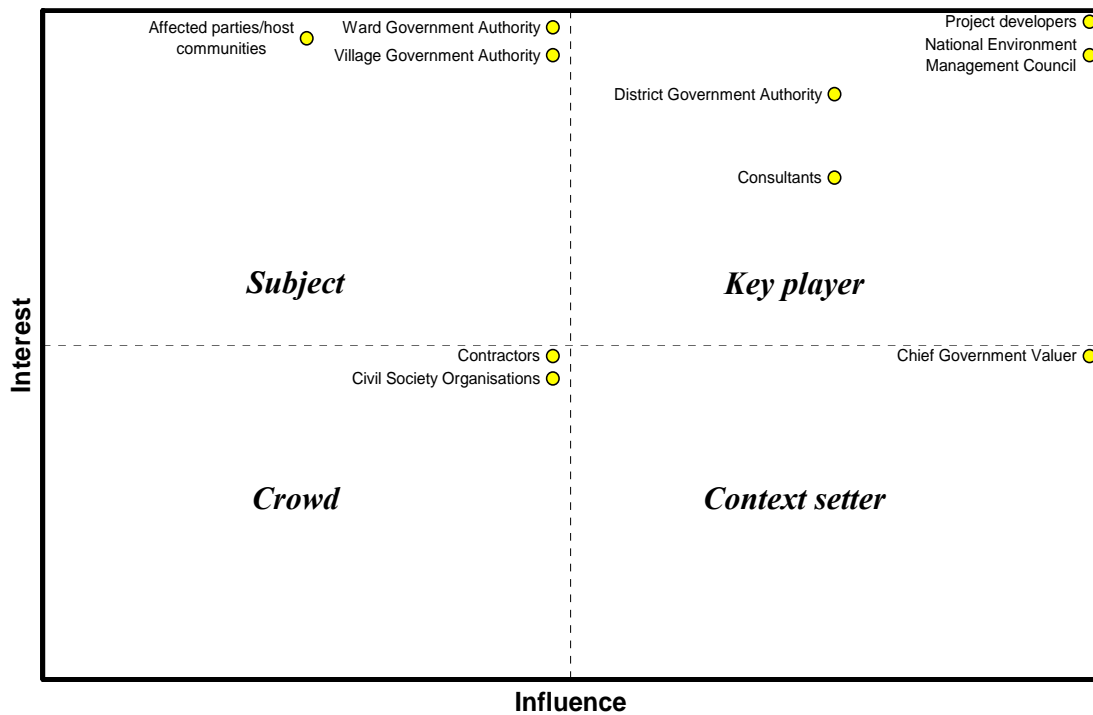 Affected parties/host
communities
Ward Government Authority
Village Government Authority
Project developers
National Environment
Management Council
District Government Authority
Consultants
Subject
Key player
Interest
Contractors
Civil Society Organisations
Chief Government Valuer
Crowd
Context setter
Influence